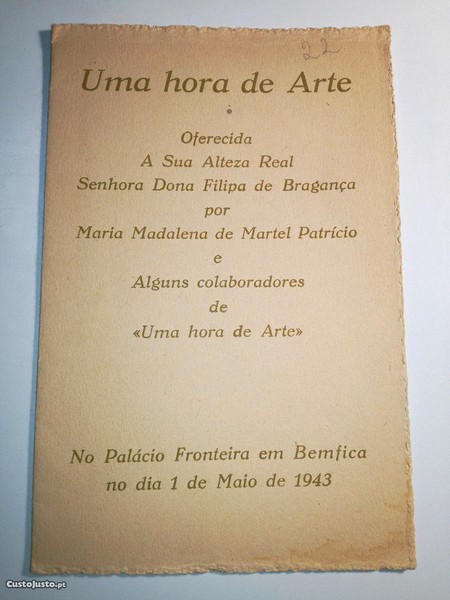 22
Uma hora de Arte
Oferecida
A Sua Alteza Real
Senhora Dona Filipa de Bragança
por
Maria Madalena de Martel Patrício
e
Alguns colaboradores
de
«Uma hora de Arte»
No Palácio Fronteira em Bemfica
no dia 1 de Maio de 1943
CustoJusto.pt